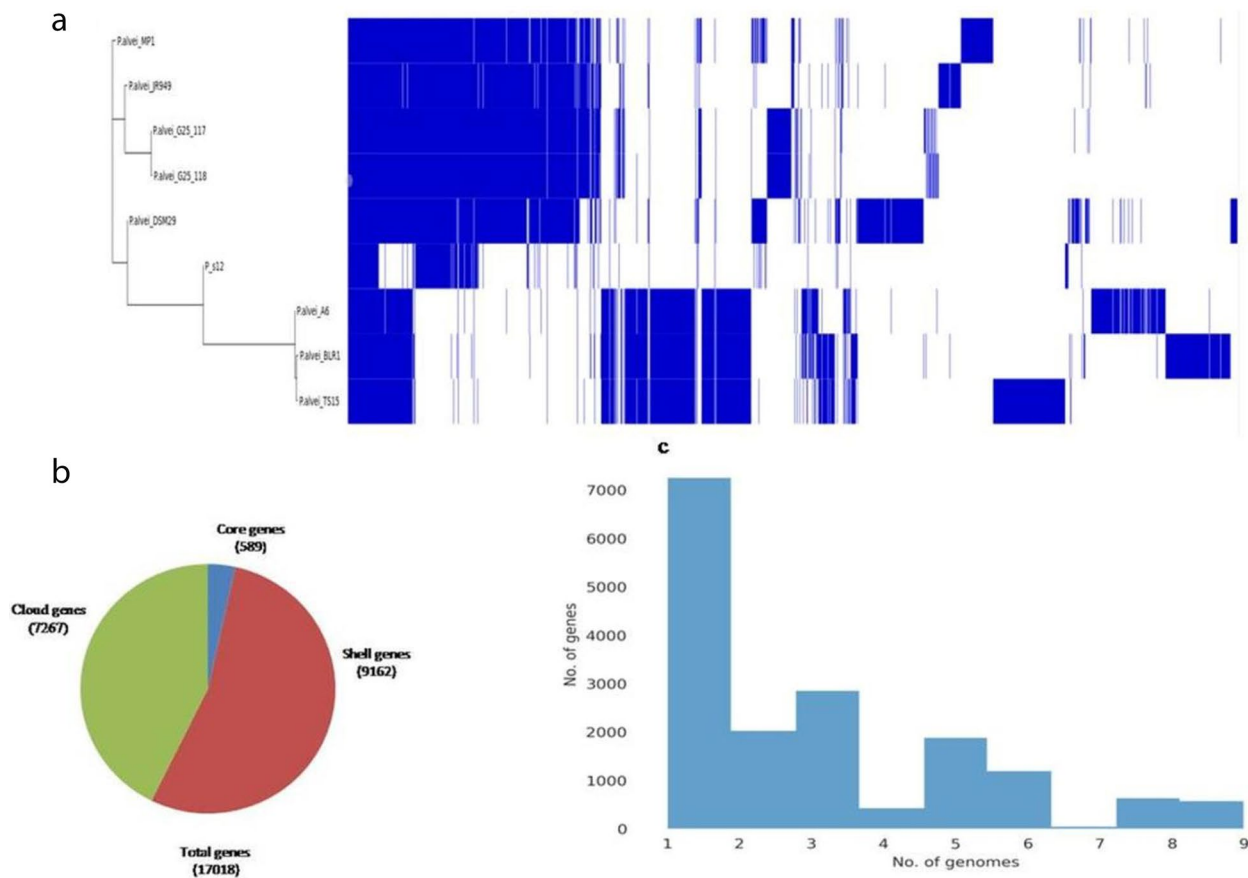 a
P.alvei_MP1
P.alvei_JR949
P.alvei_G25_117
P.alvei_G25_118
P.alvei_DSM29
P_s12
P.alvei_A6
P.alvei_BLR1
P.alvei_TS15
b
Core genes
(589)
Cloud genes
(7267)
Shell genes
(9162)
Total genes
(17018)
c
No. of genes
7000
6000
5000
4000
3000
2000
1000
0
1 2 3 4 5 6 7 8 9
No. of genomes